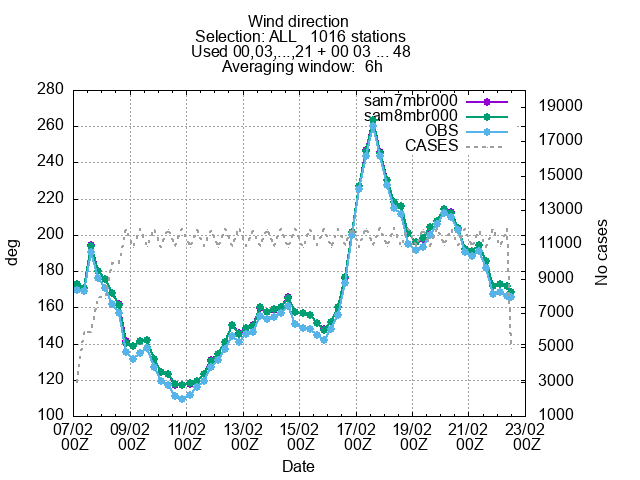 Wind direction
Selection: ALL   1016 stations
Used 00,03,...,21 + 00 03 ... 48
Averaging window:  6h
sam7mbr000
sam8mbr000
OBS
CASES
deg
280
260
240
220
200
180
160
140
120
100
No cases
19000
17000
15000
13000
11000
9000
7000
5000
3000
1000
07/02 09/02 11/02 13/02 15/02 17/02 19/02 21/02 23/02
00Z 00Z 00Z 00Z 00Z 00Z 00Z 00Z 00Z
Date